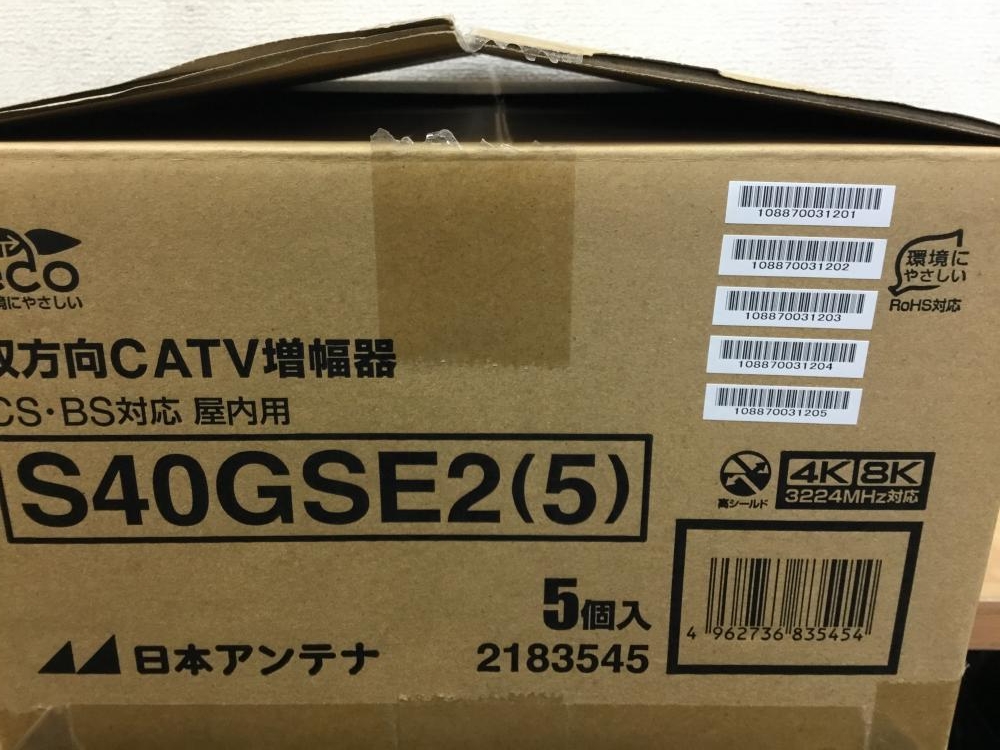 eco
境にやさしい
双方向CATV増幅器
CS・BS対応 屋内用
S40GSE2(5)
5個入
日本アンテナ
2183545
108870031201
108870031202
108870031203
108870031204
108870031205
環境に
やさしい
RoHS対応
高シールド
4K 8K
3224MHz対応
4 962736 835454